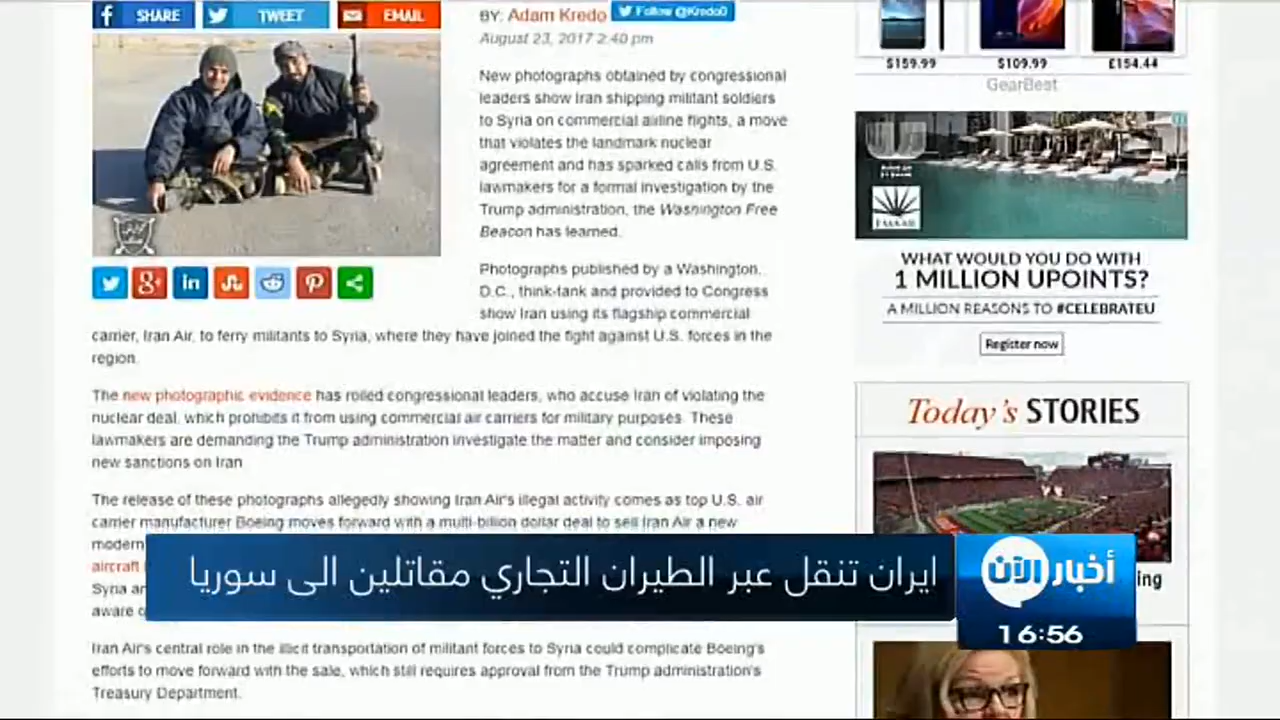 SHARE
TWEET
EMAIL
BY: Adam Kredo
Follow @Kredo0
August 23, 2017 2:40 pm
New photographs obtained by congressional
leaders show Iran shipping militant soldiers
to Syria on commercial airline flights, a move
that violates the landmark nuclear
agreement and has sparked calls from U.S.
lawmakers for a formal investigation by the
Trump administration, the Washington Free
Beacon has learned.
Photographs published by a Washington,
D.C., think-tank and provided to Congress
show Iran using its flagship commercial
carrier, Iran Air, to ferry militants to Syria, where they have joined the fight against U.S. forces in the
region.
The new photographic evidence has roiled congressional leaders, who accuse Iran of violating the
nuclear deal, which prohibits it from using commercial air carriers for military purposes. These
lawmakers are demanding the Trump administration investigate the matter and consider imposing
new sanctions on Iran
The release of these photographs allegedly showing Iran Air's illegal activity comes as top U.S. air
carrier manufacturer Boeing moves forward with a multi-billion dollar deal to sell Iran Air a new
modern
aircraft
Syria
aware
Iran Air's central role in the illicit transportation of militant forces to Syria could complicate Boeing's
efforts to move forward with the sale, which still requires approval from the Trump administration's
Treasury Department.
$159.99
$109.99
£154.44
GearBest
EMAAR
WHAT WOULD YOU DO WITH
1 MILLION UPOINTS?
A MILLION REASONS TO #CELEBRATEU
Register now
Today's STORIES
ing
ايران تنقل عبر الطيران التجاري مقاتلين الى سوريا
أخبار الآن
16:56